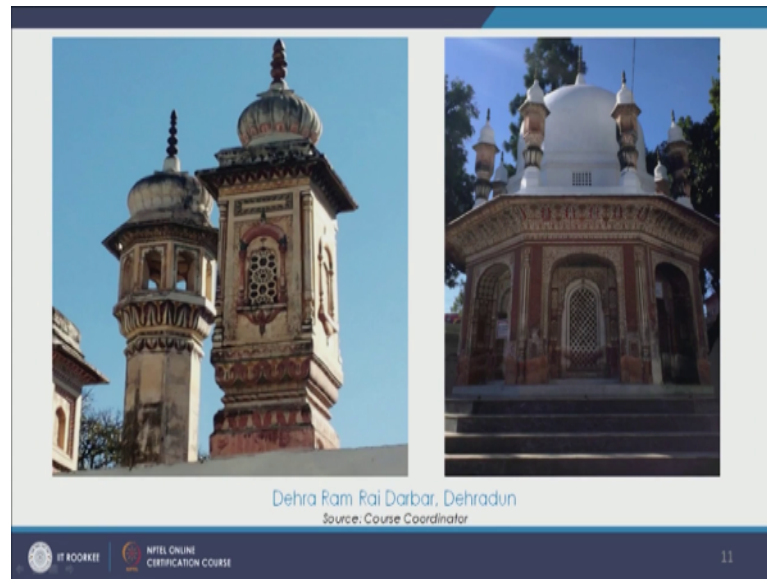 Dehra Ram Rai Darbar, Dehradun
Source: Course Coordinator
IIT ROORKEE
NPTEL ONLINE
CERTIFICATION COURSE
11